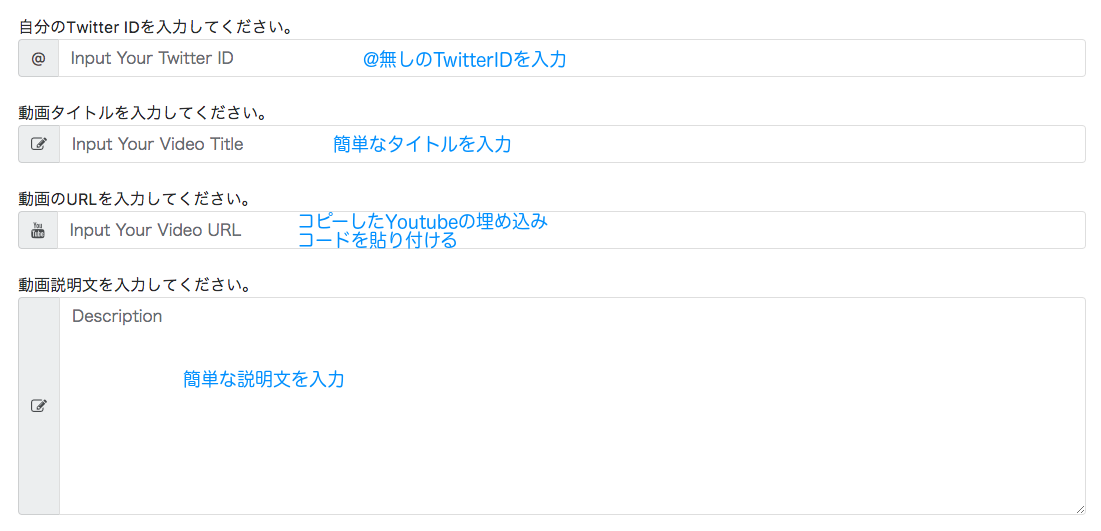 自分のTwitter IDを入力してください。
@ Input Your Twitter ID @無しのTwitterIDを入力
動画タイトルを入力してください。
Input Your Video Title 簡単なタイトルを入力
動画のURLを入力してください。
You Tube Input Your Video URL コピーしたYoutubeの埋め込み
コードを貼り付ける
動画説明文を入力してください。
Description
簡単な説明文を入力